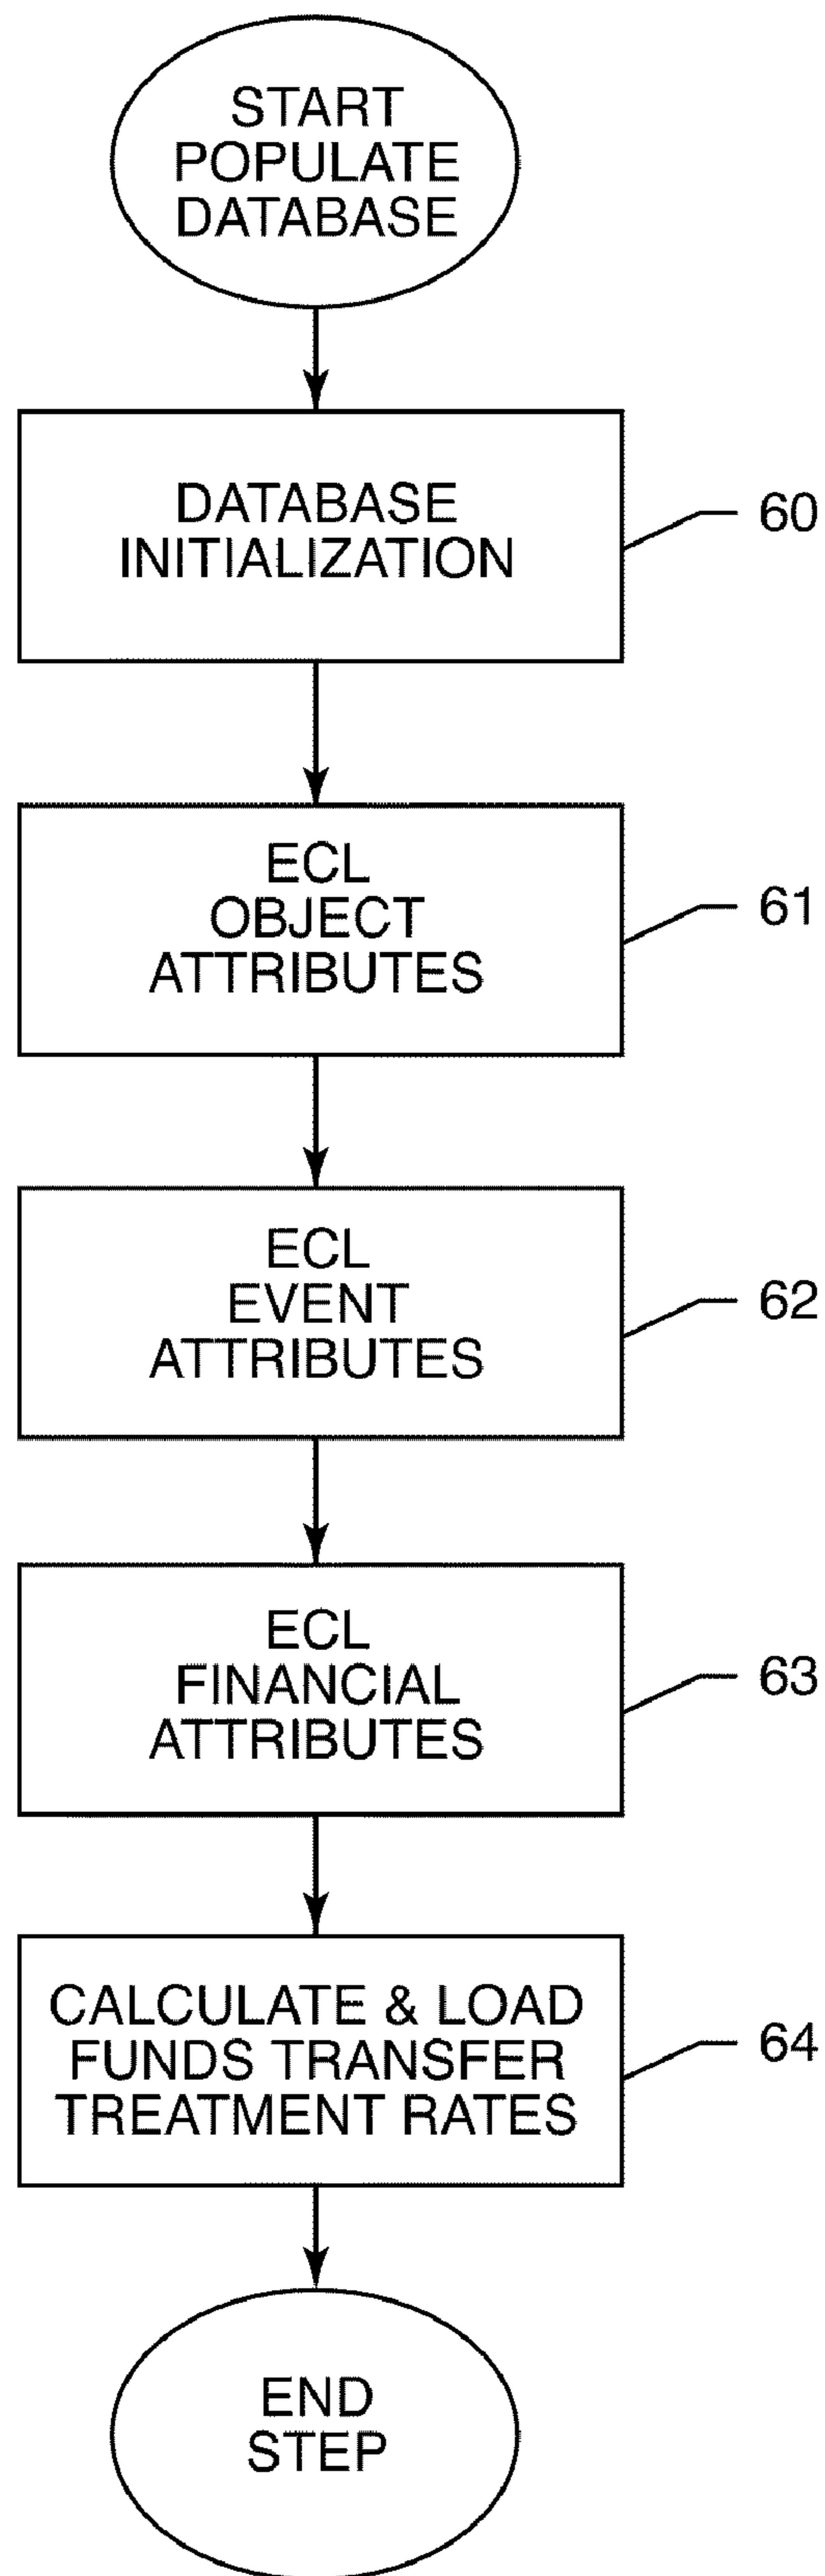 START
POPULATE
DATABASE
DATABASE
INITIALIZATION
60
ECL
OBJECT
ATTRIBUTES
61
ECL
EVENT
ATTRIBUTES
62
ECL
FINANCIAL
ATTRIBUTES
63
CALCULATE & LOAD
FUNDS TRANSFER
TREATMENT RATES
64
END
STEP